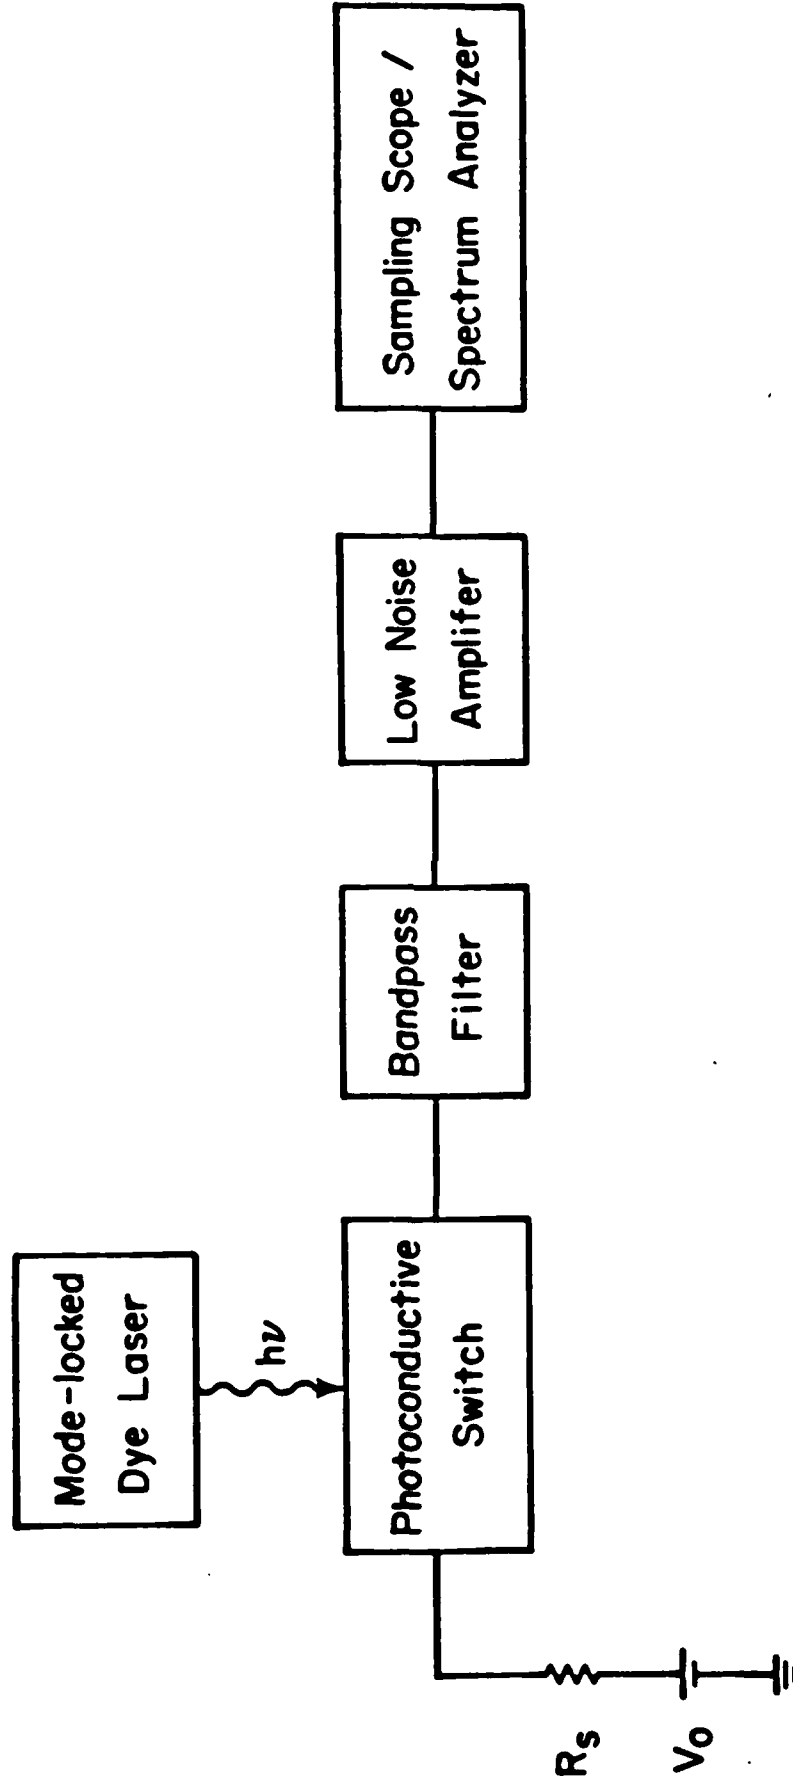 Mode-locked
Dye Laser
hν
Photoconductive
Switch
Bandpass
Filter
Low Noise
Amplifer
Sampling Scope /
Spectrum Analyzer
Rs
Vo